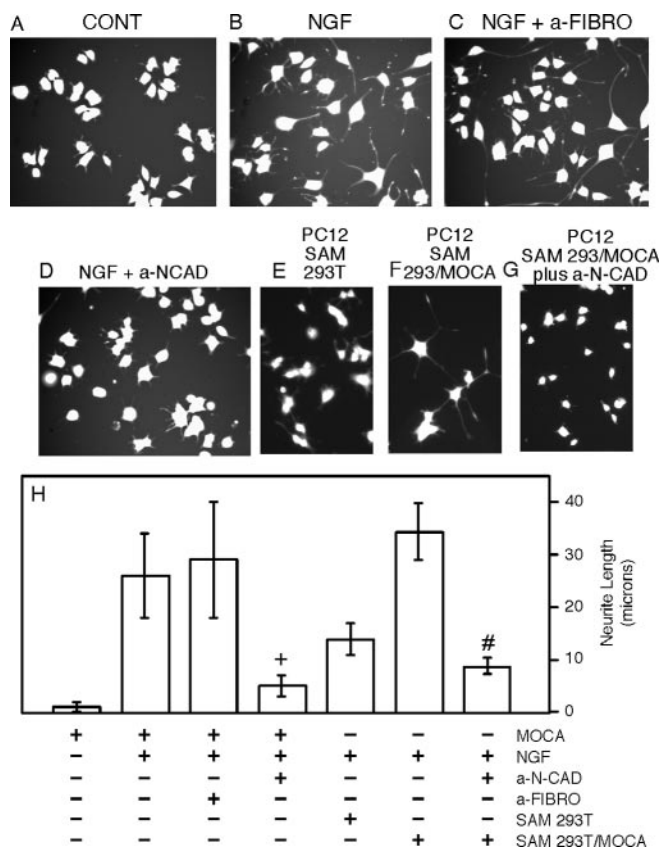 A CONT
B NGF
C NGF + a-FIBRO
D NGF + a-NCAD
E PC12
SAM
293T
F PC12
SAM
293/MOCA
G PC12
SAM 293/MOCA
plus a-N-CAD
H
40
30
20
10
0
Neurite Length
(microns)
+
#
+ + + + – – – MOCA
– + + + + + + NGF
– – – + – – + a-N-CAD
– – + – – – – a-FIBRO
– – – – + – – SAM 293T
– – – – – + + SAM 293T/MOCA